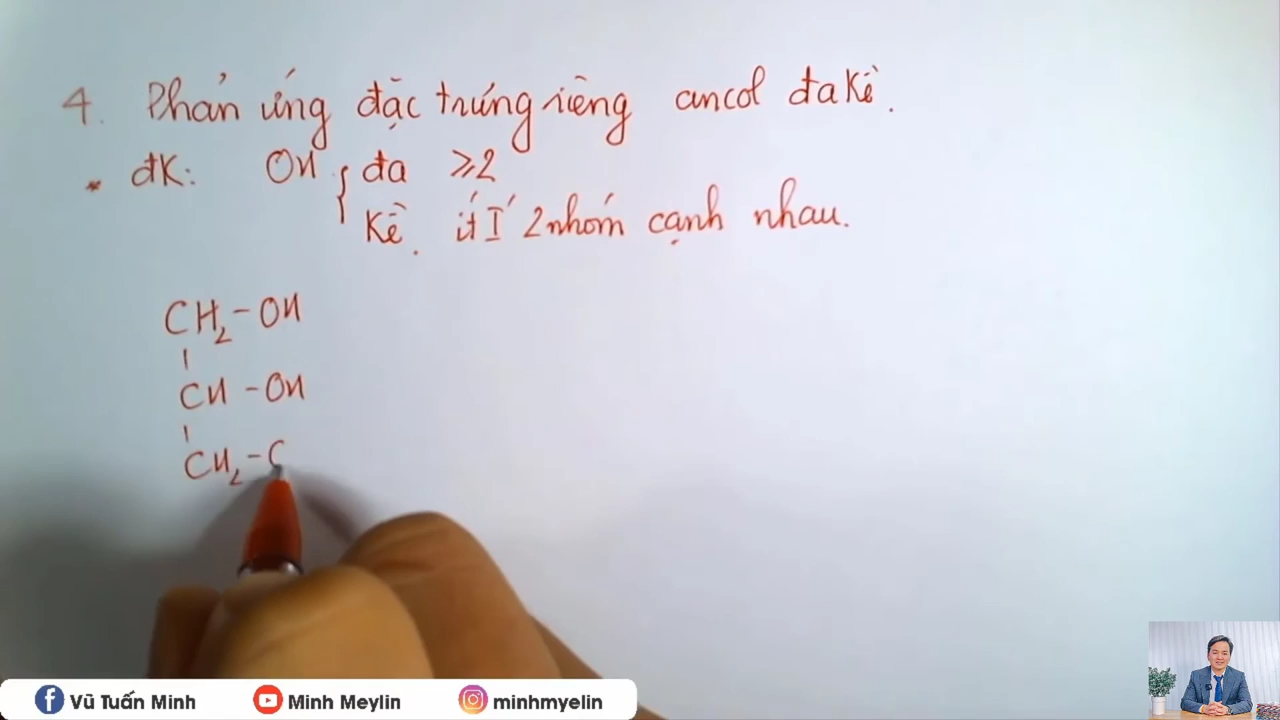 4. Phản ứng đặc trưng riêng ancol đa kề.
* đk: OH { đa ≥2
kề. ít I' 2 nhóm cạnh nhau.
CH2-OH
CH-OH
CH2-C
Vũ Tuấn Minh Minh Meylin minhmyelin